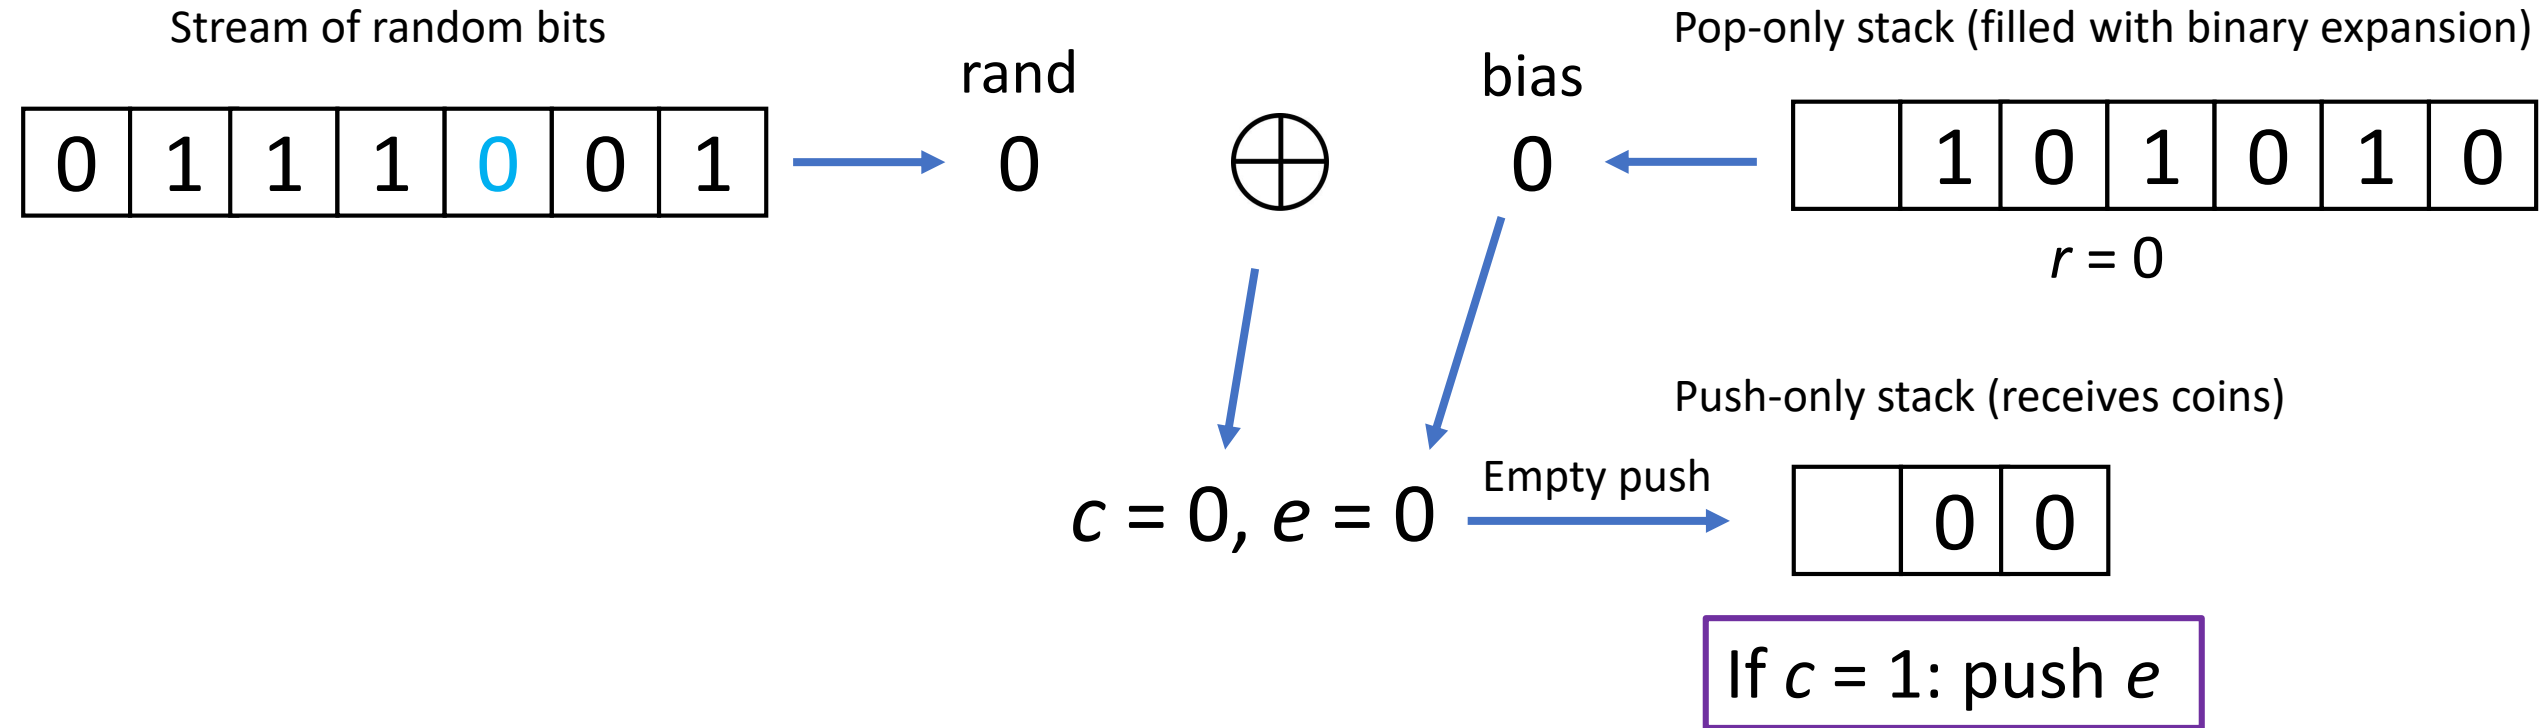 Stream of random bits
Pop-only stack (filled with binary expansion)
rand
bias
0 1 1 1 0 0 1
0
0
1 0 1 0 1 0
r = 0
Push-only stack (receives coins)
c = 0, e = 0
Empty push
0 0
If c = 1: push e